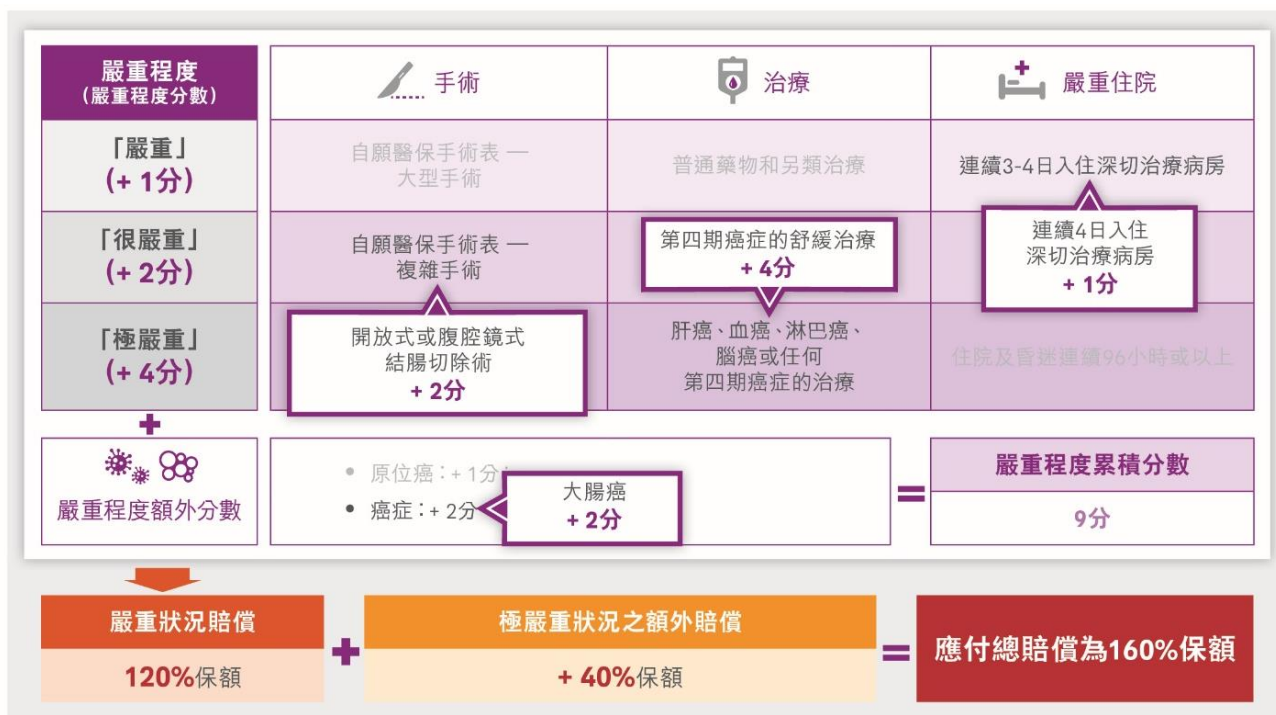 嚴重程度
(嚴重程度分數)
手術
治療
嚴重住院
「嚴重」
(+ 1分)
自願醫保手術表 —
大型手術
普通藥物和另類治療
連續3-4日入住深切治療病房
「很嚴重」
(+ 2分)
自願醫保手術表 —
複雜手術
第四期癌症的舒緩治療
+ 4分
連續4日入住
深切治療病房
+ 1分
「極嚴重」
(+ 4分)
開放式或腹腔鏡式
結腸切除術
+ 2分
肝癌、血癌、淋巴癌、
腦癌或任何
第四期癌症的治療
住院及昏迷連續96小時或以上
+
嚴重程度額外分數
• 原位癌：+ 1分
• 癌症：+ 2分
大腸癌
+ 2分
=
嚴重程度累積分數
9分
嚴重狀況賠償
120%保額
+
極嚴重狀況之額外賠償
+ 40%保額
=
應付總賠償為160%保額